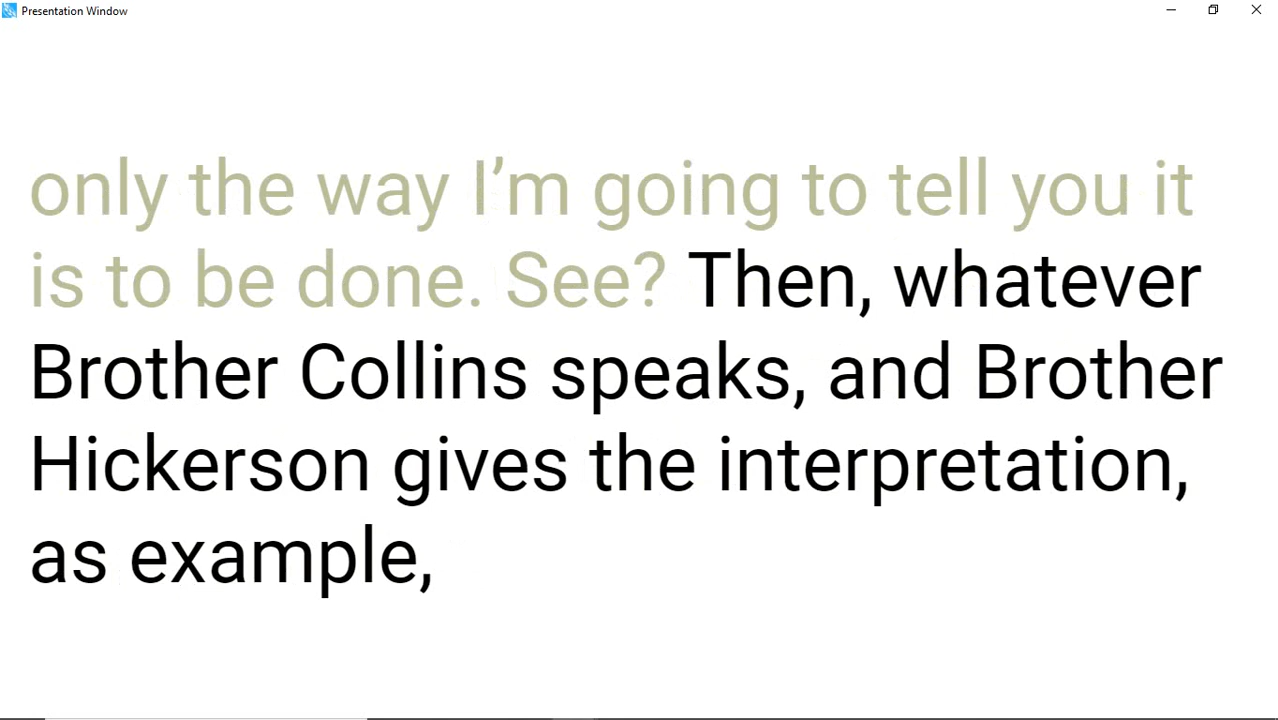 Presentation Window
only the way I’m going to tell you it
is to be done. See? Then, whatever
Brother Collins speaks, and Brother
Hickerson gives the interpretation,
as example,